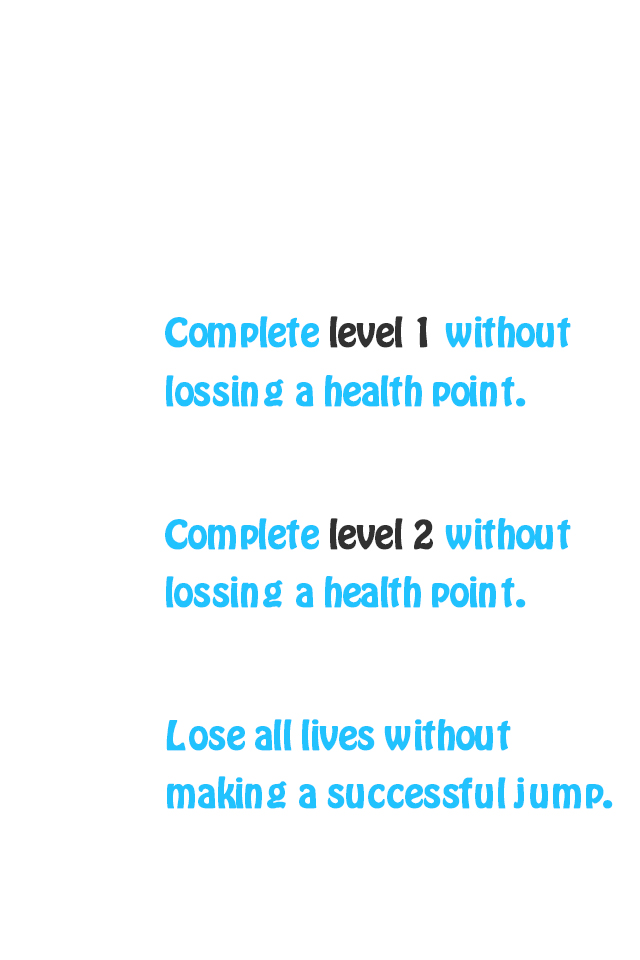 Complete level 1 without
lossing a health point.
Complete level 2 without
lossing a health point.
Lose all lives without
making a successful jump.